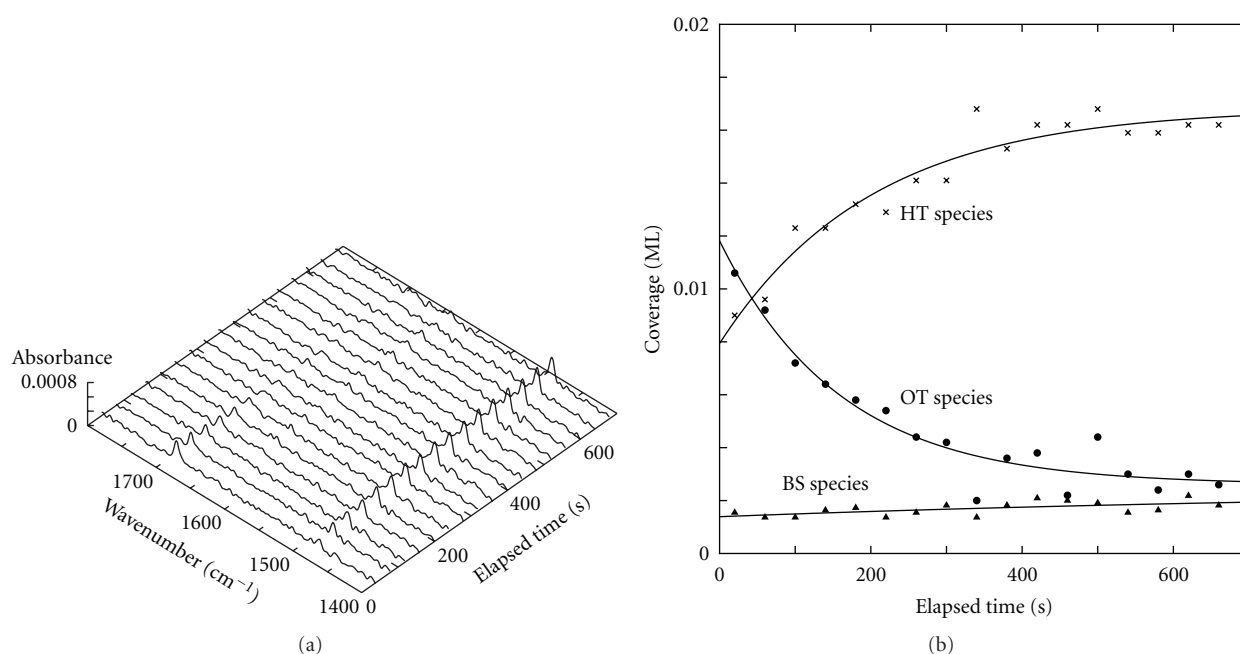 Absorbance
0.0008
0
1700
1600
1500
1400
Wavenumber (cm⁻¹)
0
200
400
600
Elapsed time (s)
(a)
0.02
0.01
0
Coverage (ML)
HT species
OT species
BS species
0
200
400
600
Elapsed time (s)
(b)